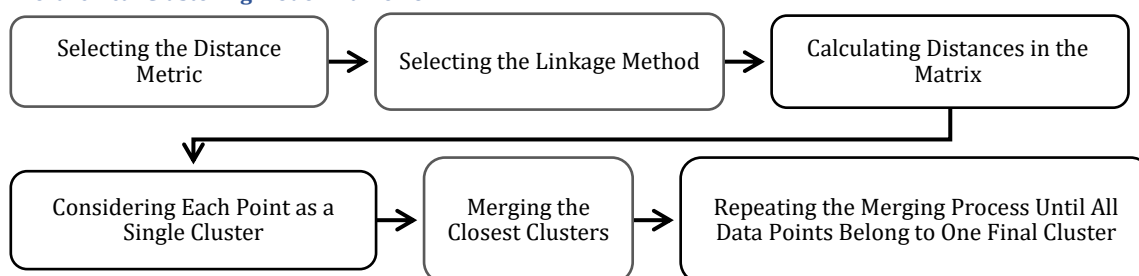 Selecting the Distance
Metric
Selecting the Linkage Method
Calculating Distances in the
Matrix
Considering Each Point as a
Single Cluster
Merging the
Closest Clusters
Repeating the Merging Process Until All
Data Points Belong to One Final Cluster